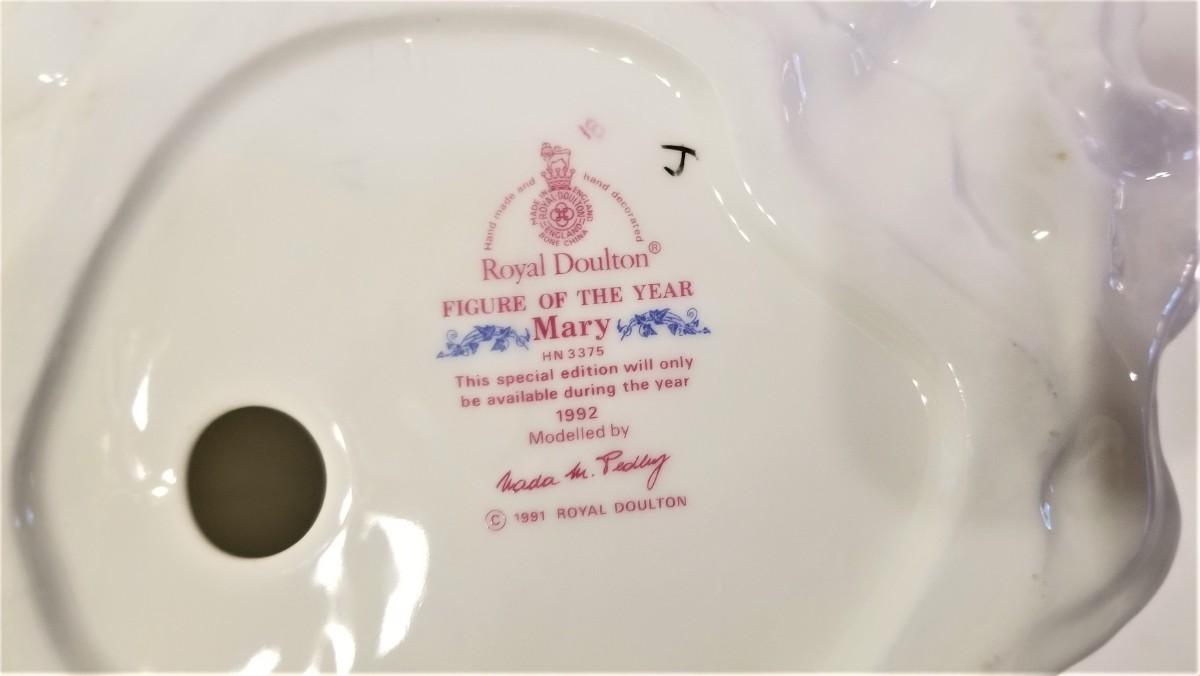 J
Hand made and hand decorated
MADE IN ENGLAND
ROYAL DOULTON
ENGLAND
BONE CHINA
Royal Doulton®
FIGURE OF THE YEAR
Mary
HN 3375
This special edition will only
be available during the year
1992
Modelled by
Nada M. Pedley
© 1991 ROYAL DOULTON